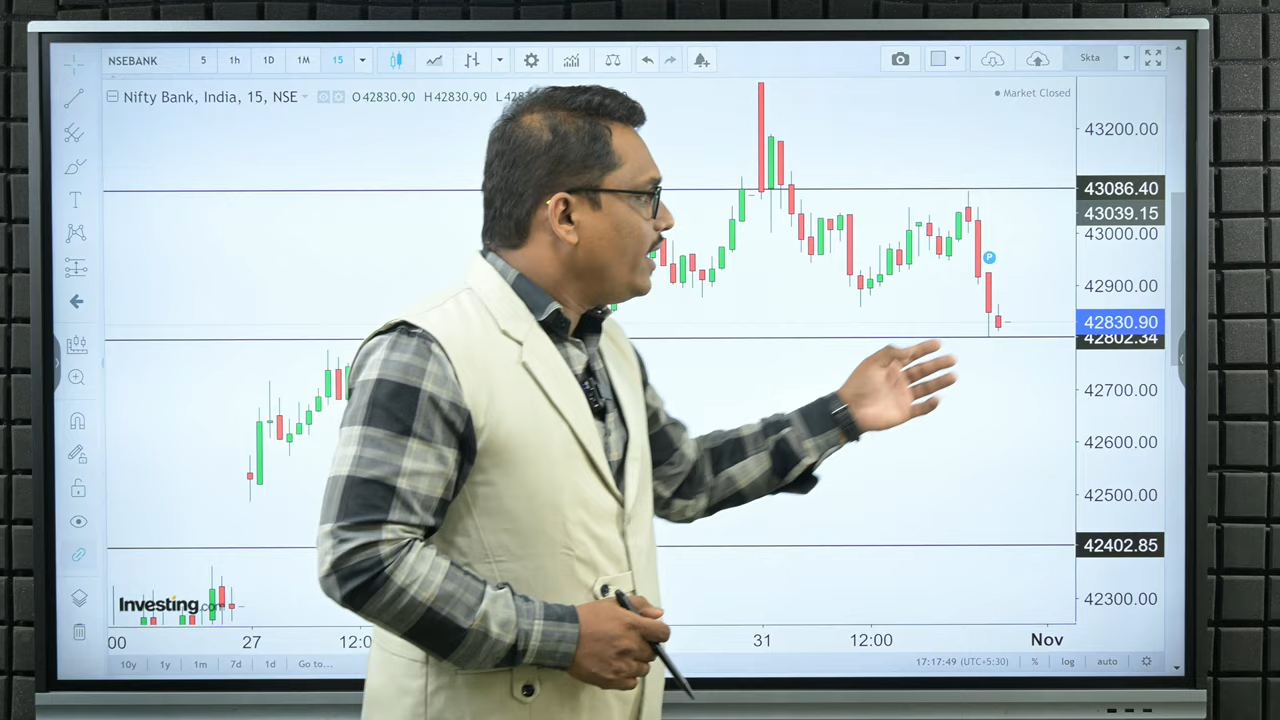 NSEBANK 5 1h 1D 1M 15 Skta
Nifty Bank, India, 15, NSE O42830.90 H42830.90
Market Closed
43200.00
43086.40
43039.15
43000.00
P
42900.00
42830.90
42802.34
42700.00
42600.00
42500.00
42402.85
42300.00
Investing.com
00 27 12:0 31 12:00 Nov
10y 1y 1m 7d 1d Go to... 17:17:49 (UTC+5:30) % log auto